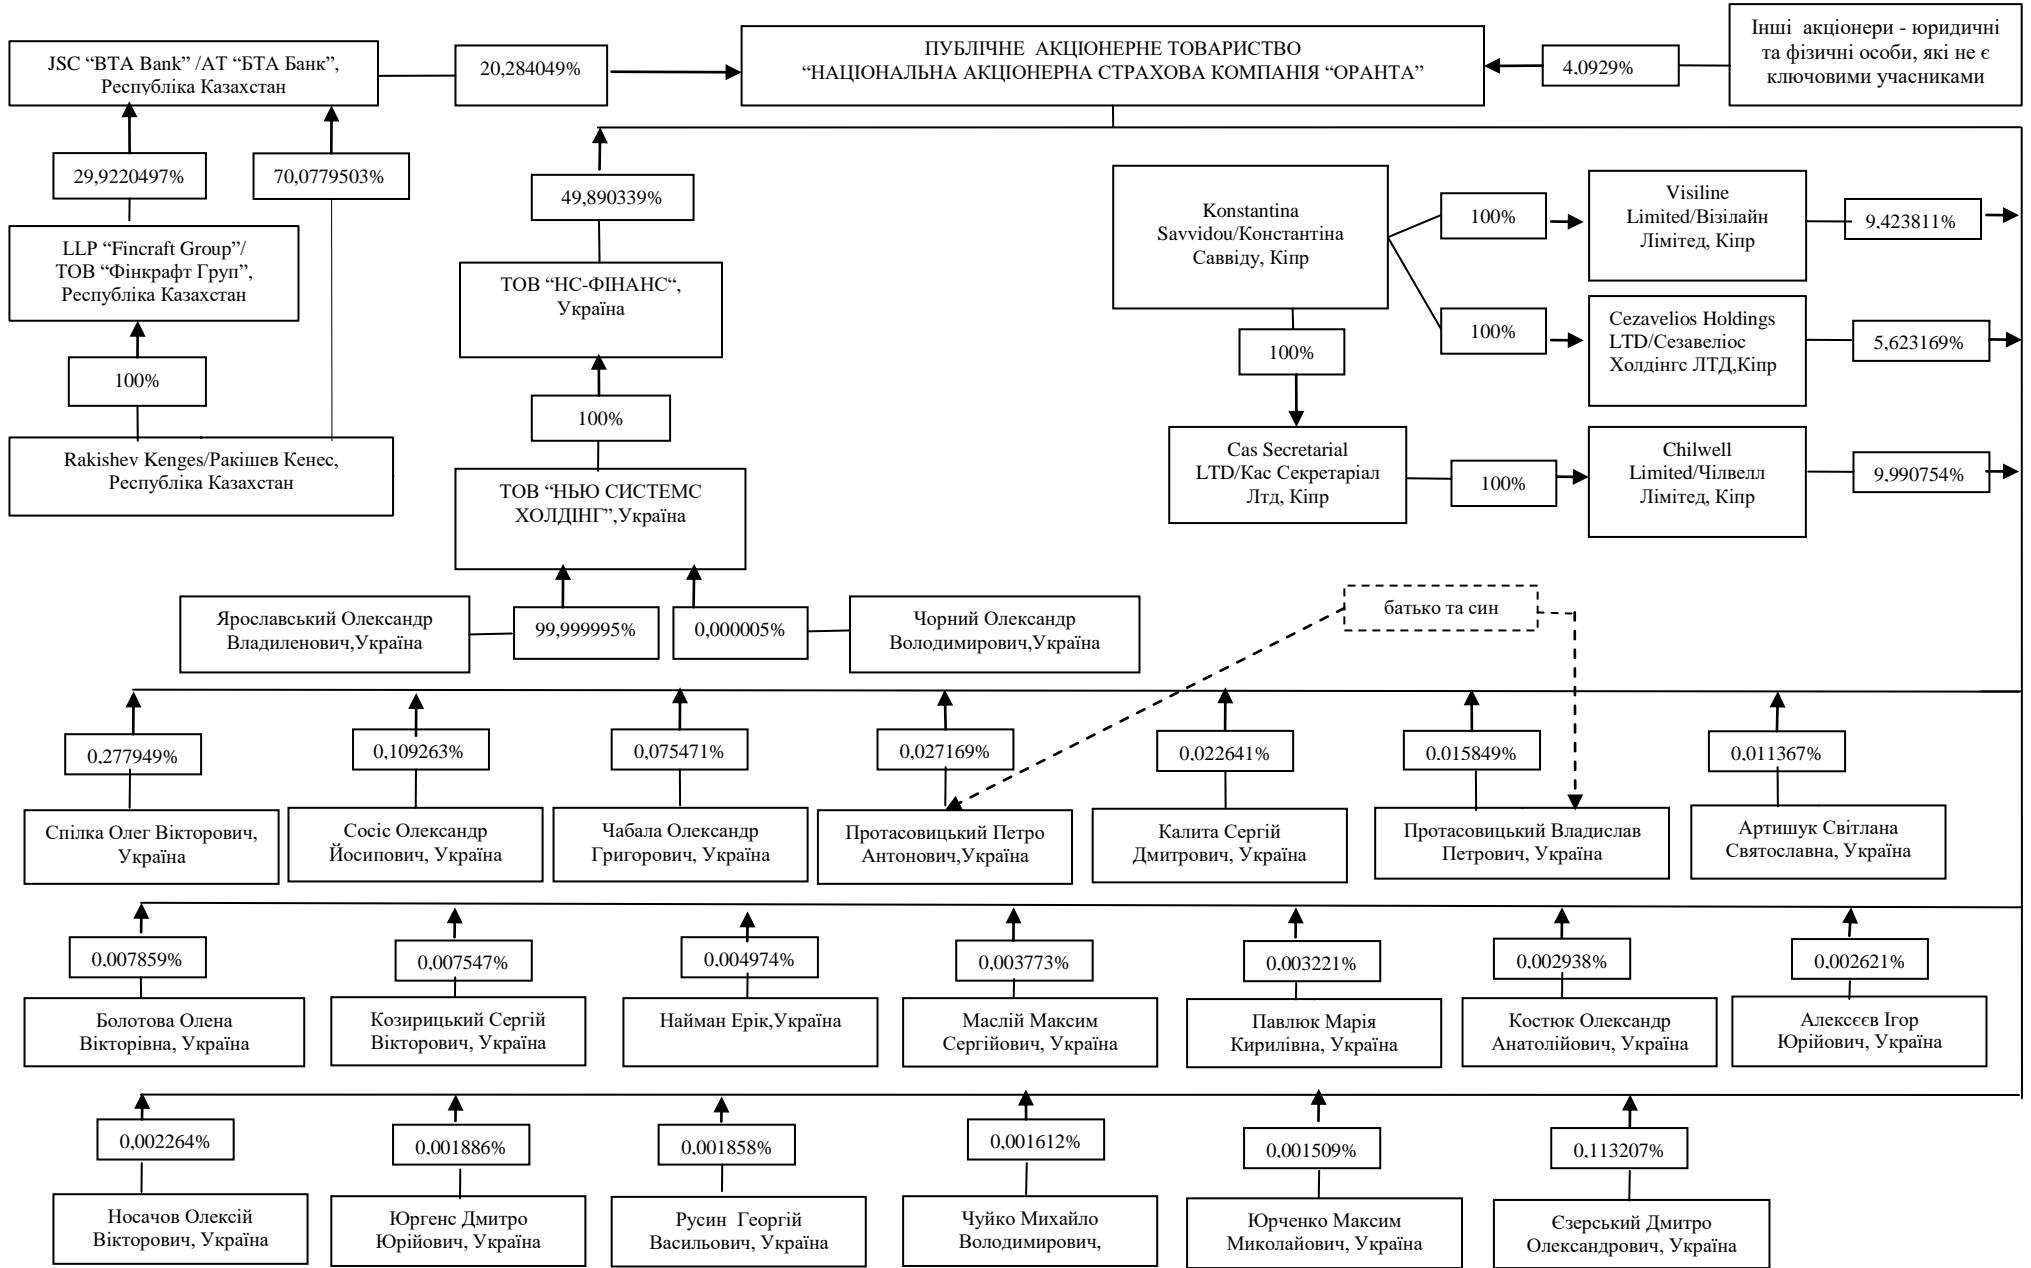 JSC “BTA Bank” /АТ “БТА Банк”,
Республіка Казахстан
20,284049%
ПУБЛІЧНЕ АКЦІОНЕРНЕ ТОВАРИСТВО
“НАЦІОНАЛЬНА АКЦІОНЕРНА СТРАХОВА КОМПАНІЯ “ОРАНТА”
4,0929%
Інші акціонери - юридичні
та фізичні особи, які не є
ключовими учасниками
29,9220497%
70,0779503%
49,890339%
Konstantina
Savvidou/Константіна
Саввіду, Кіпр
100%
Visiline
Limited/Візілайн
Лімітед, Кіпр
9,423811%
LLP “Fincraft Group”/
ТОВ “Фінкрафт Груп”,
Республіка Казахстан
ТОВ “НС-ФІНАНС“,
Україна
100%
Cezavelios Holdings
LTD/Сезавеліос
Холдінгс ЛТД,Кіпр
5,623169%
100%
100%
100%
Rakishev Kenges/Ракішев Кенес,
Республіка Казахстан
ТОВ “НЬЮ СИСТЕМС
ХОЛДІНГ”,Україна
Cas Secretarial
LTD/Кас Секретаріал
Лтд, Кіпр
100%
Chilwell
Limited/Чілвелл
Лімітед, Кіпр
9,990754%
Ярославський Олександр
Владиленович,Україна
99,999995%
0,000005%
Чорний Олександр
Володимирович,Україна
батько та син
0,277949%
0,109263%
0,075471%
0,027169%
0,022641%
0,015849%
0,011367%
Спілка Олег Вікторович,
Україна
Сосіс Олександр
Йосипович, Україна
Чабала Олександр
Григорович, Україна
Протасовицький Петро
Антонович,Україна
Калита Сергій
Дмитрович, Україна
Протасовицький Владислав
Петрович, Україна
Артишук Світлана
Святославна, Україна
0,007859%
0,007547%
0,004974%
0,003773%
0,003221%
0,002938%
0,002621%
Болотова Олена
Вікторівна, Україна
Козирицький Сергій
Вікторович, Україна
Найман Ерік,Україна
Маслій Максим
Сергійович, Україна
Павлюк Марія
Кирилівна, Україна
Костюк Олександр
Анатолійович, Україна
Алексєєв Ігор
Юрійович, Україна
0,002264%
0,001886%
0,001858%
0,001612%
0,001509%
0,113207%
Носачов Олексій
Вікторович, Україна
Юргенс Дмитро
Юрійович, Україна
Русин Георгій
Васильович, Україна
Чуйко Михайло
Володимирович,
Юрченко Максим
Миколайович, Україна
Єзерський Дмитро
Олександрович, Україна